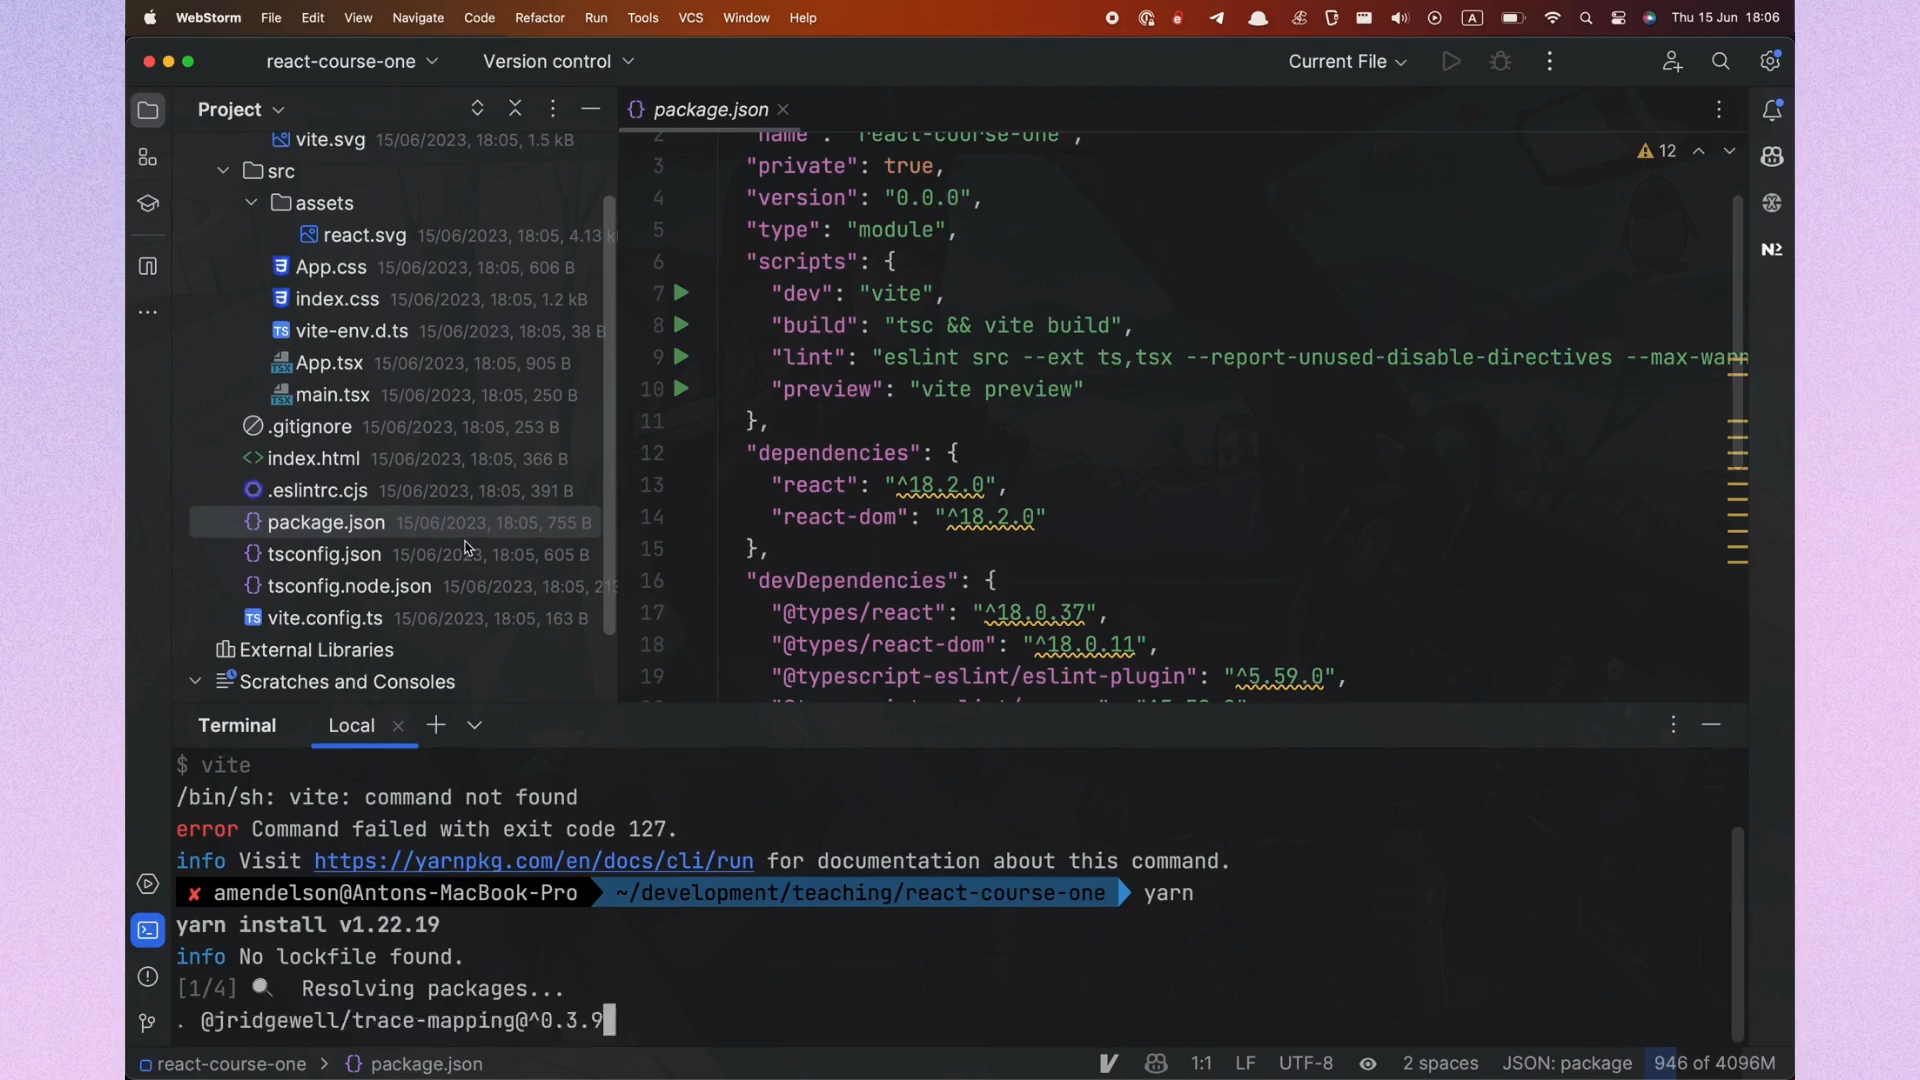 WebStorm File Edit View Navigate Code Refactor Run Tools VCS Window Help A Thu 15 Jun 18:06
react-course-one Version control Current File
Project
package.json
vite.svg 15/06/2023, 18:05, 1.5 kB
src
assets
react.svg 15/06/2023, 18:05, 4.13 k
App.css 15/06/2023, 18:05, 606 B
index.css 15/06/2023, 18:05, 1.2 kB
TS vite-env.d.ts 15/06/2023, 18:05, 38 B
TSX App.tsx 15/06/2023, 18:05, 905 B
TSX main.tsx 15/06/2023, 18:05, 250 B
.gitignore 15/06/2023, 18:05, 253 B
<> index.html 15/06/2023, 18:05, 366 B
.eslintrc.cjs 15/06/2023, 18:05, 391 B
{} package.json 15/06/2023, 18:05, 755 B
{} tsconfig.json 15/06/2023, 18:05, 605 B
{} tsconfig.node.json 15/06/2023, 18:05, 21
TS vite.config.ts 15/06/2023, 18:05, 163 B
External Libraries
Scratches and Consoles
12
2 "name": "react-course-one",
3 "private": true,
4 "version": "0.0.0",
5 "type": "module",
6 "scripts": {
7 "dev": "vite",
8 "build": "tsc && vite build",
9 "lint": "eslint src --ext ts,tsx --report-unused-disable-directives --max-warn
10 "preview": "vite preview"
11 },
12 "dependencies": {
13 "react": "^18.2.0",
14 "react-dom": "^18.2.0"
15 },
16 "devDependencies": {
17 "@types/react": "^18.0.37",
18 "@types/react-dom": "^18.0.11",
19 "@typescript-eslint/eslint-plugin": "^5.59.0",
Terminal Local
$ vite
/bin/sh: vite: command not found
error Command failed with exit code 127.
info Visit https://yarnpkg.com/en/docs/cli/run for documentation about this command.
✘ amendelson@Antons-MacBook-Pro ~/development/teaching/react-course-one yarn
yarn install v1.22.19
info No lockfile found.
[1/4] 🔍 Resolving packages...
. @jridgewell/trace-mapping@^0.3.9
react-course-one > {} package.json 1:1 LF UTF-8 2 spaces JSON: package 946 of 4096M